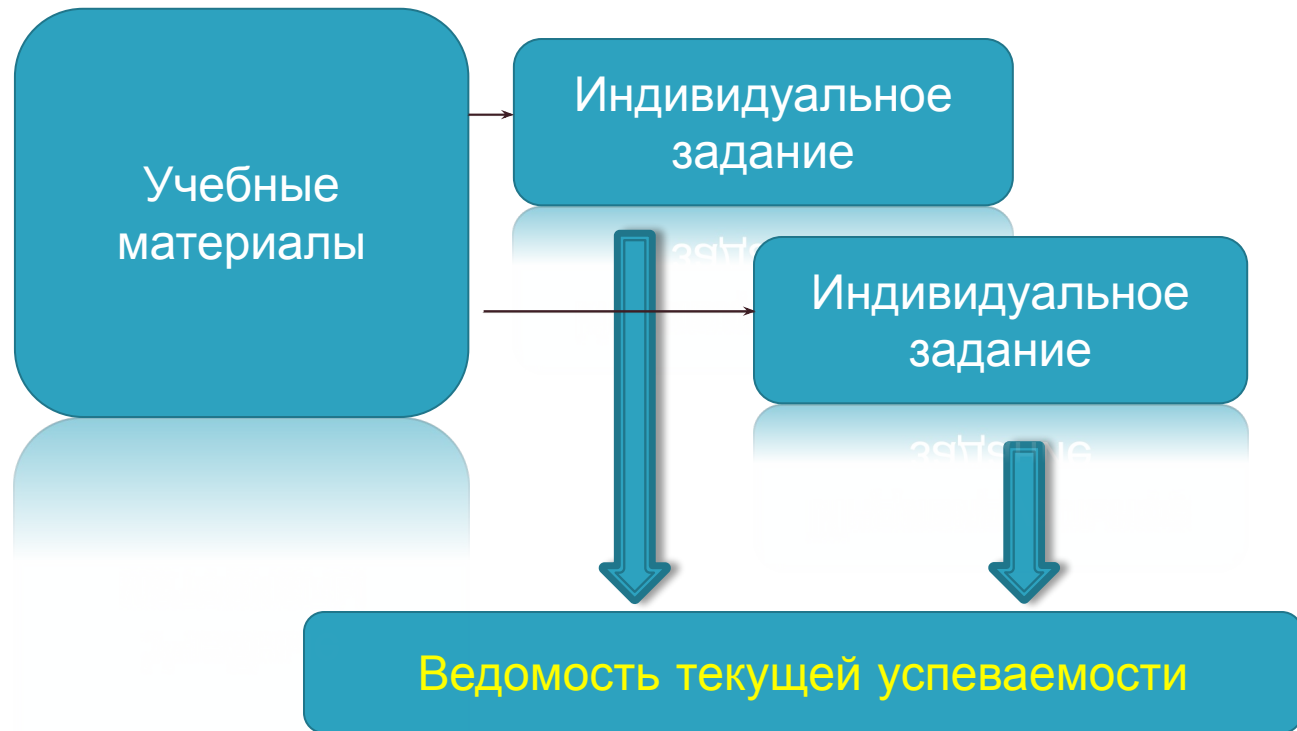 Учебные
материалы
Индивидуальное
задание
Индивидуальное
задание
Ведомость текущей успеваемости